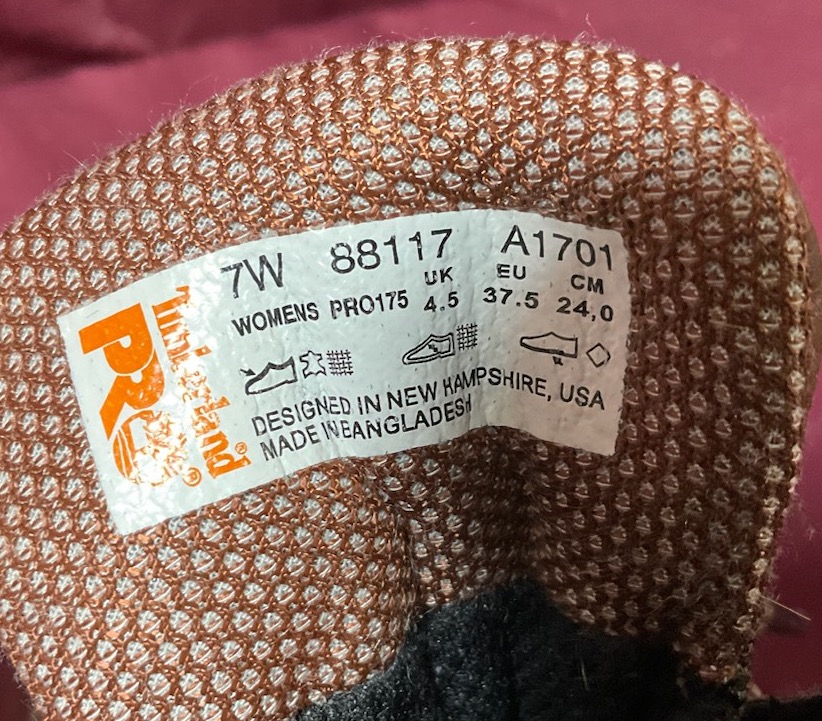 7W 88117 A1701
UK EU CM
WOMENS PRO175 4.5 37.5 24,0
DESIGNED IN NEW HAMPSHIRE, USA
MADE IN BANGLADESH
Timberland®
PRO®